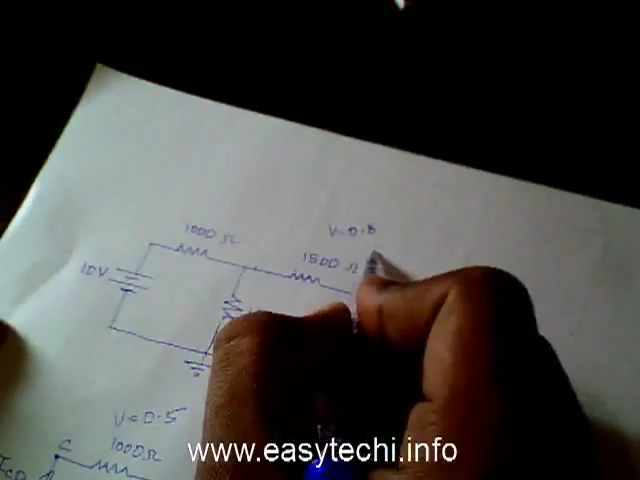 V=0.8
1000 Ω
1500 Ω
10V
V=0.5
C
1000Ω
www.easytechi.info